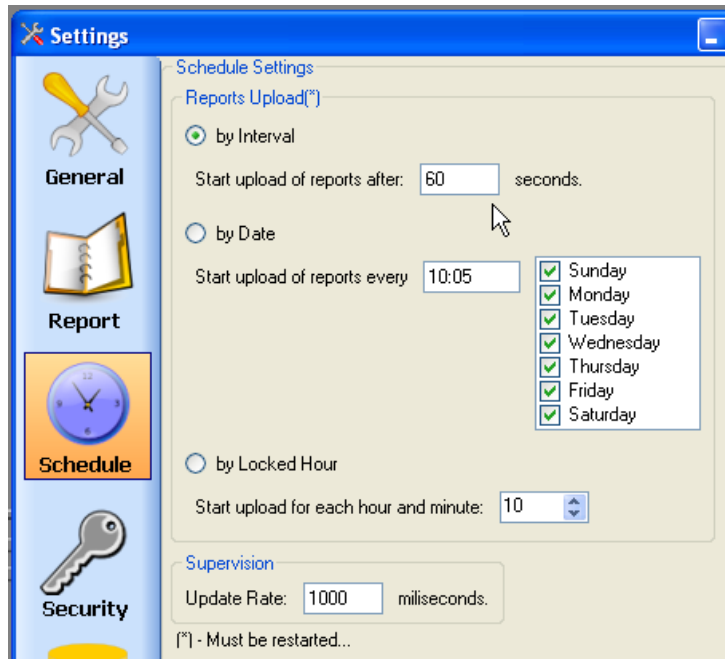 Settings
General
Report
Schedule
Security
Schedule Settings
Reports Upload(*)
by Interval
Start upload of reports after: 60 seconds.
by Date
Start upload of reports every 10:05
Sunday
Monday
Tuesday
Wednesday
Thursday
Friday
Saturday
by Locked Hour
Start upload for each hour and minute: 10
Supervision
Update Rate: 1000 miliseconds.
(*) - Must be restarted...